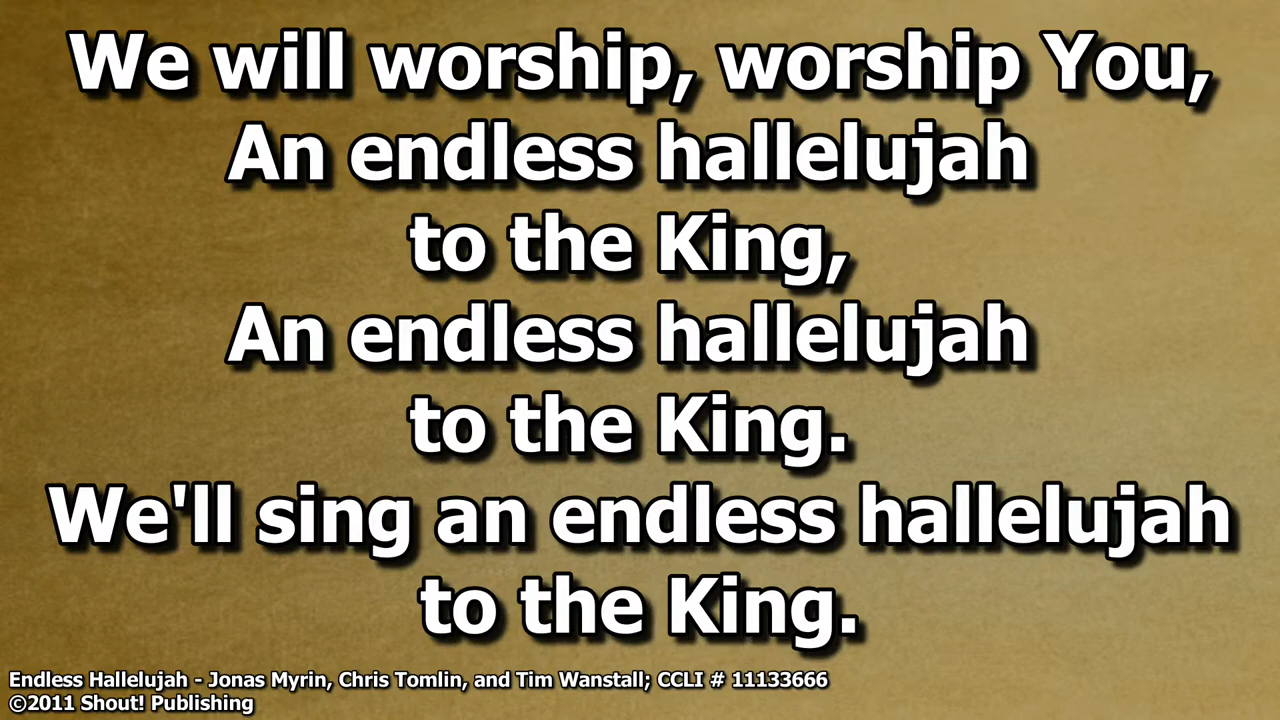 We will worship, worship You,
An endless hallelujah
to the King,
An endless hallelujah
to the King.
We'll sing an endless hallelujah
to the King.
Endless Hallelujah - Jonas Myrin, Chris Tomlin, and Tim Wanstall; CCLI # 11133666
©2011 Shout! Publishing